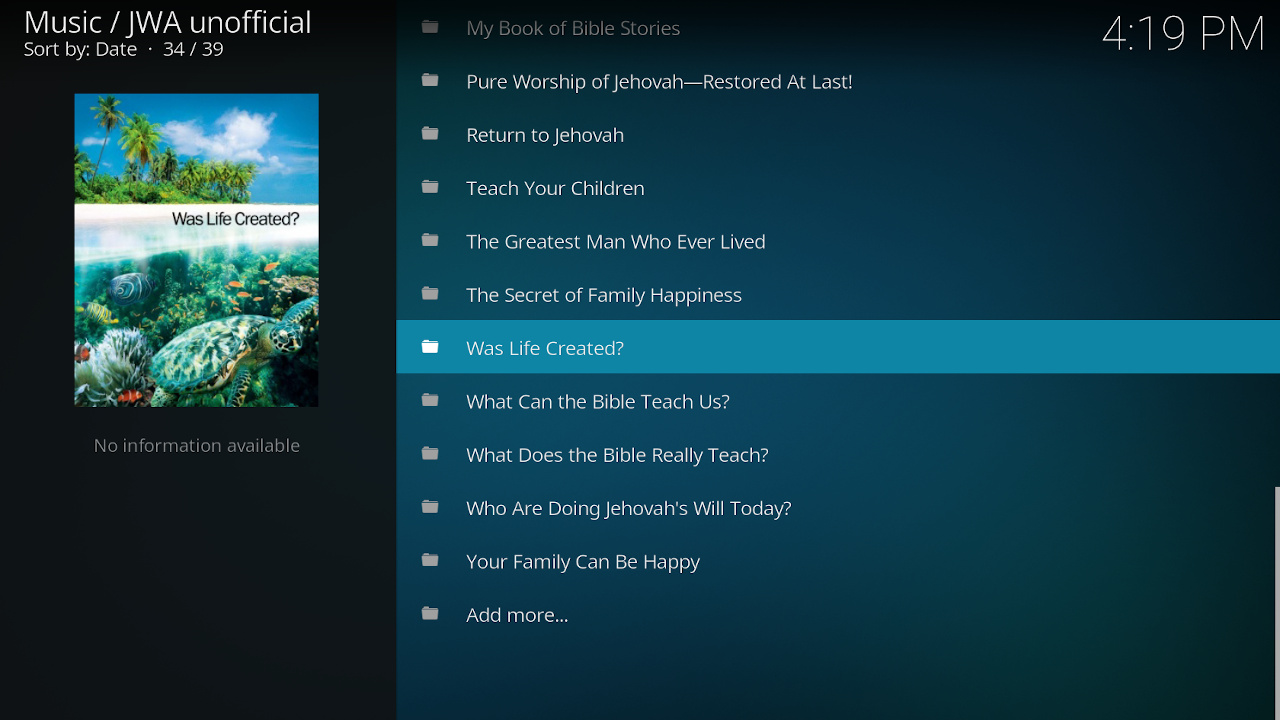 Music / JWA unofficial
Sort by: Date · 34 / 39
4:19 PM
Was Life Created?
No information available
My Book of Bible Stories
Pure Worship of Jehovah—Restored At Last!
Return to Jehovah
Teach Your Children
The Greatest Man Who Ever Lived
The Secret of Family Happiness
Was Life Created?
What Can the Bible Teach Us?
What Does the Bible Really Teach?
Who Are Doing Jehovah's Will Today?
Your Family Can Be Happy
Add more...